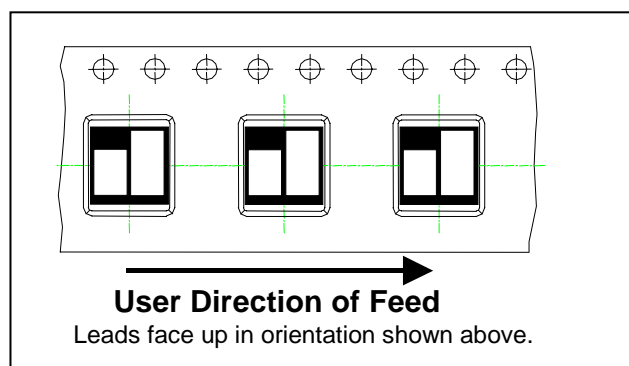 User Direction of Feed
Leads face up in orientation shown above.